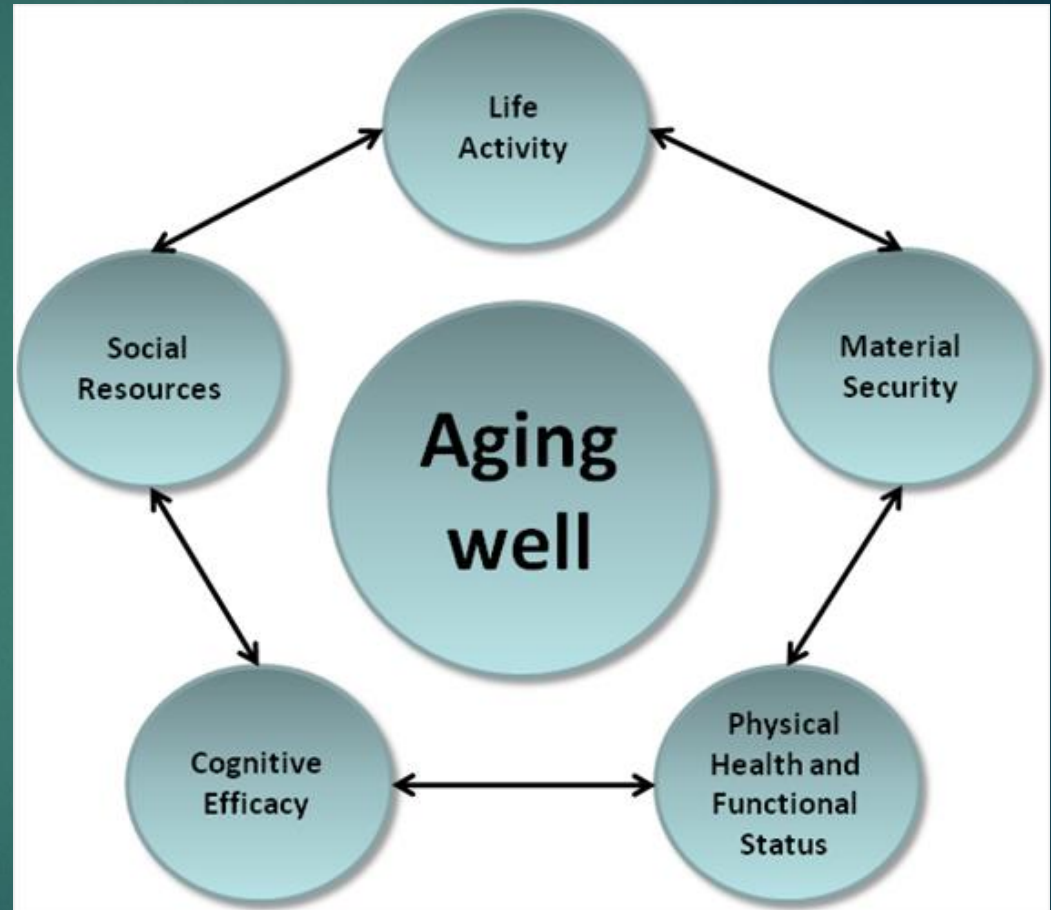 Life
Activity
Social
Resources
Material
Security
Aging
well
Cognitive
Efficacy
Physical
Health and
Functional
Status